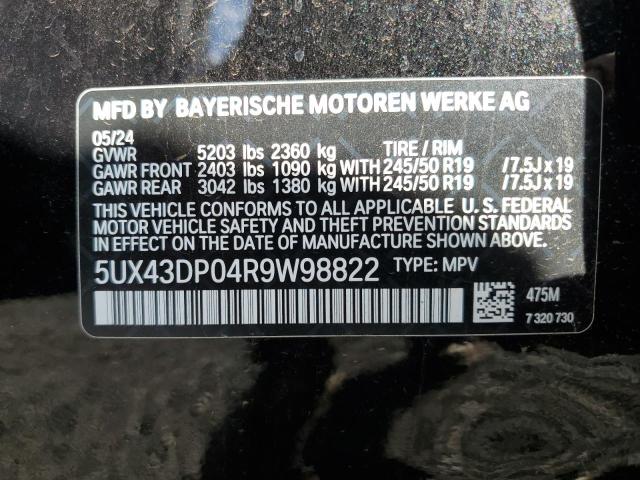 MFD BY BAYERISCHE MOTOREN WERKE AG
05/24
GVWR 5203 lbs 2360 kg TIRE / RIM
GAWR FRONT 2403 lbs 1090 kg WITH 245/50 R19 /7.5J x 19
GAWR REAR 3042 lbs 1380 kg WITH 245/50 R19 /7.5J x 19
THIS VEHICLE CONFORMS TO ALL APPLICABLE U. S. FEDERAL
MOTOR VEHICLE SAFETY AND THEFT PREVENTION STANDARDS
IN EFFECT ON THE DATE OF MANUFACTURE SHOWN ABOVE.
5UX43DP04R9W98822 TYPE: MPV
475M
7 320 730